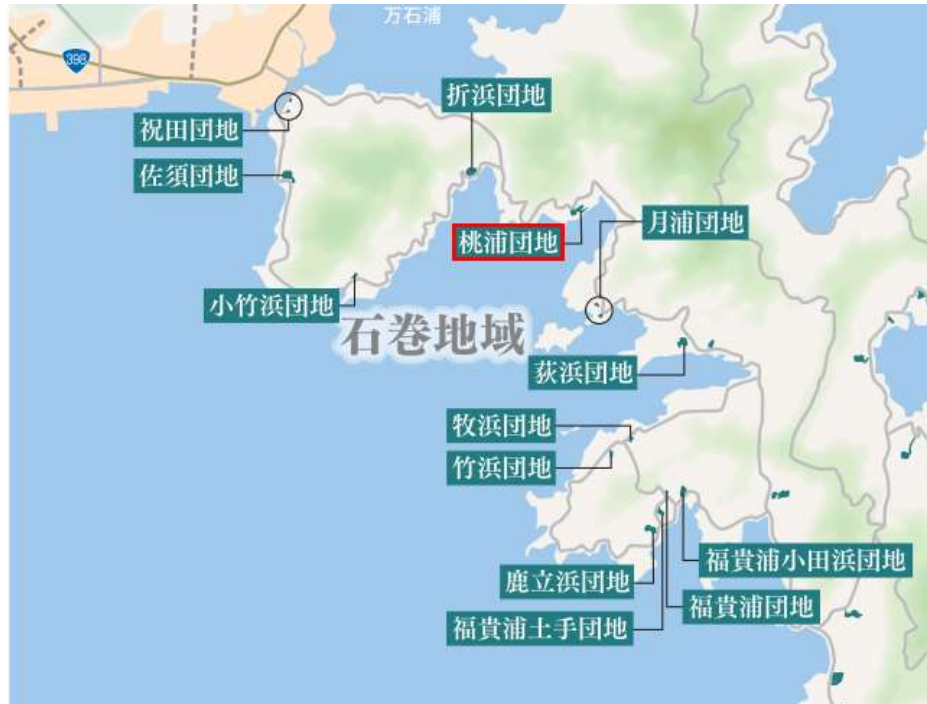 万石浦
398
折浜団地
祝田団地
佐須団地
月浦団地
桃浦団地
小竹浜団地
石巻地域
荻浜団地
牧浜団地
竹浜団地
福貴浦小田浜団地
鹿立浜団地
福貴浦団地
福貴浦土手団地